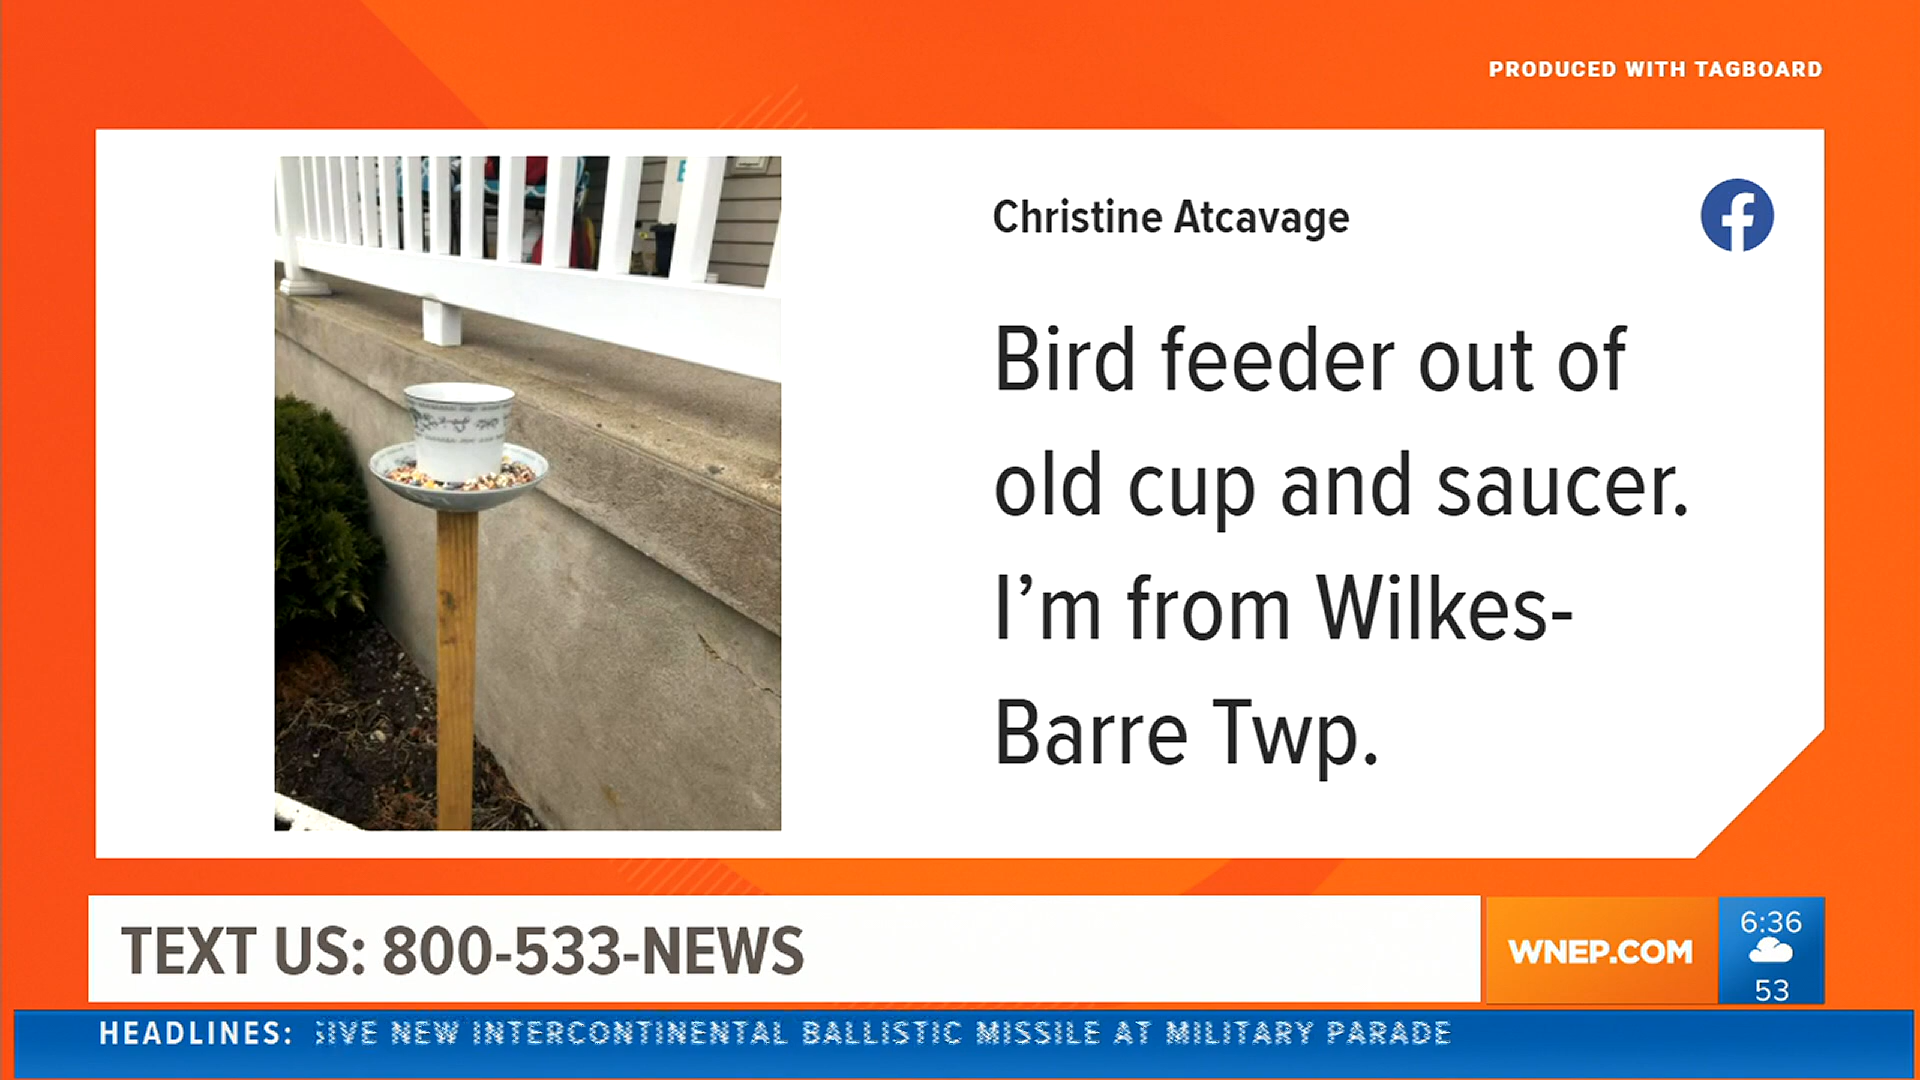 PRODUCED WITH TAGBOARD
Christine Atcavage
Bird feeder out of
old cup and saucer.
I'm from Wilkes-
Barre Twp.
TEXT US: 800-533-NEWS
WNEP.COM
6:36
53
HEADLINES: NEW INTERCONTINENTAL BALLISTIC MISSILE AT MILITARY PARADE